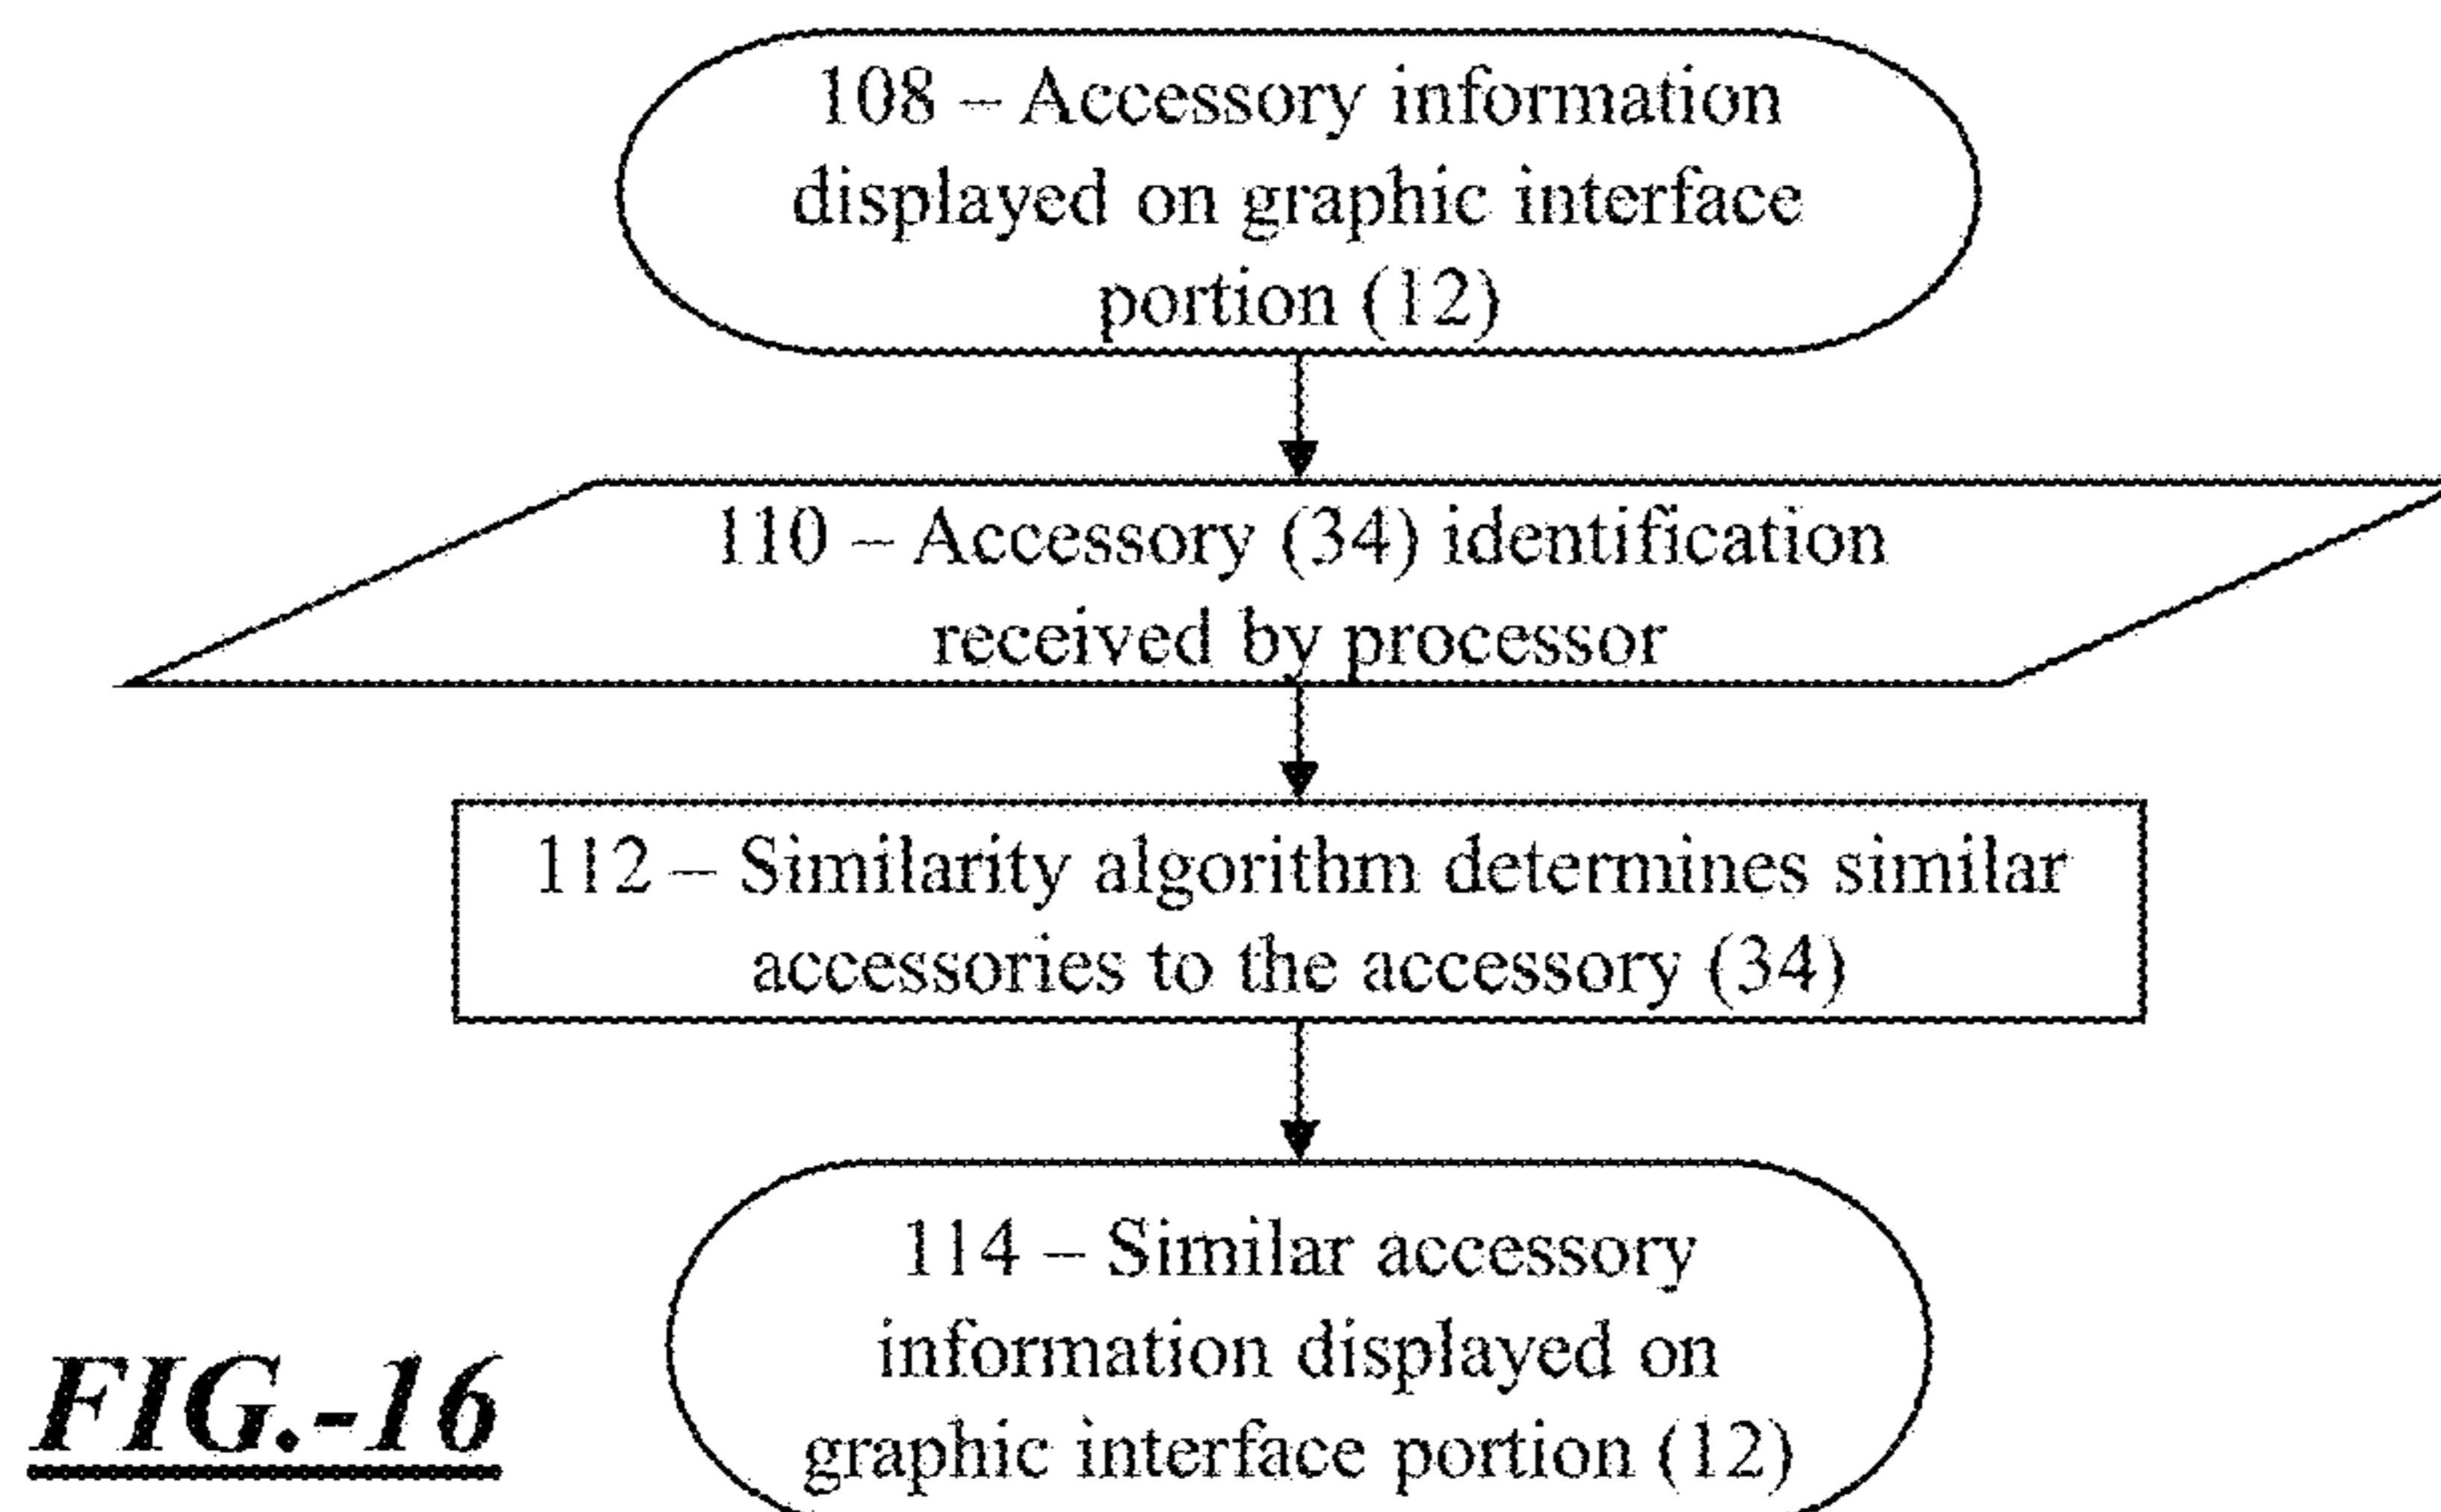 108 – Accessory information
displayed on graphic interface
portion (12)
110 – Accessory (34) identification
received by processor
112 – Similarity algorithm determines similar
accessories to the accessory (34)
114 – Similar accessory
information displayed on
graphic interface portion (12)
FIG.-16